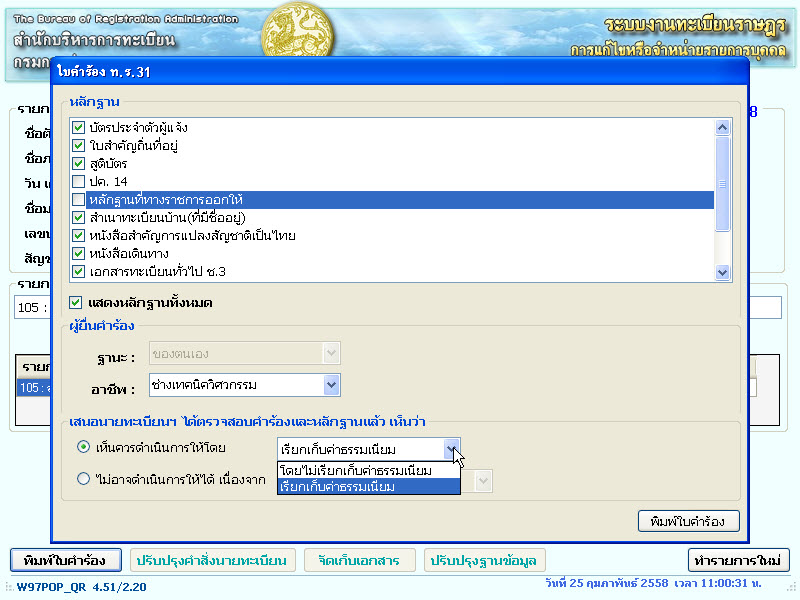 The Bureau of Registration Administration
สำนักบริหารการทะเบียน
กรมก
ระบบงานทะเบียนราษฎร
การแก้ไขหรือจำหน่ายรายการบุคคล
ใบคำร้อง ท.ร.31
รายก
8
ชื่อตั
ชื่อภ
วัน เ
ชื่อม
เลข
สัญช
รายก
105 :
รายก
105 :
หลักฐาน
บัตรประจำตัวผู้แจ้ง
ใบสำคัญถิ่นที่อยู่
สูติบัตร
ปค. 14
หลักฐานที่ทางราชการออกให้
สำเนาทะเบียนบ้าน(ที่มีชื่ออยู่)
หนังสือสำคัญการแปลงสัญชาติเป็นไทย
หนังสือเดินทาง
เอกสารทะเบียนทั่วไป ช.3
แสดงหลักฐานทั้งหมด
ผู้ยื่นคำร้อง
ฐานะ : ของตนเอง
อาชีพ : ช่างเทคนิควิศวกรรม
เสนอนายทะเบียนฯ ได้ตรวจสอบคำร้องและหลักฐานแล้ว เห็นว่า
เห็นควรดำเนินการให้โดย เรียกเก็บค่าธรรมเนียม
โดยไม่เรียกเก็บค่าธรรมเนียม
ไม่อาจดำเนินการให้ได้ เนื่องจาก เรียกเก็บค่าธรรมเนียม
พิมพ์ใบคำร้อง
พิมพ์ใบคำร้อง ปรับปรุงคำสั่งนายทะเบียน จัดเก็บเอกสาร ปรับปรุงฐานข้อมูล ทำรายการใหม่
W97POP_QR 4.51/2.20 วันที่ 25 กุมภาพันธ์ 2558 เวลา 11:00:31 น.